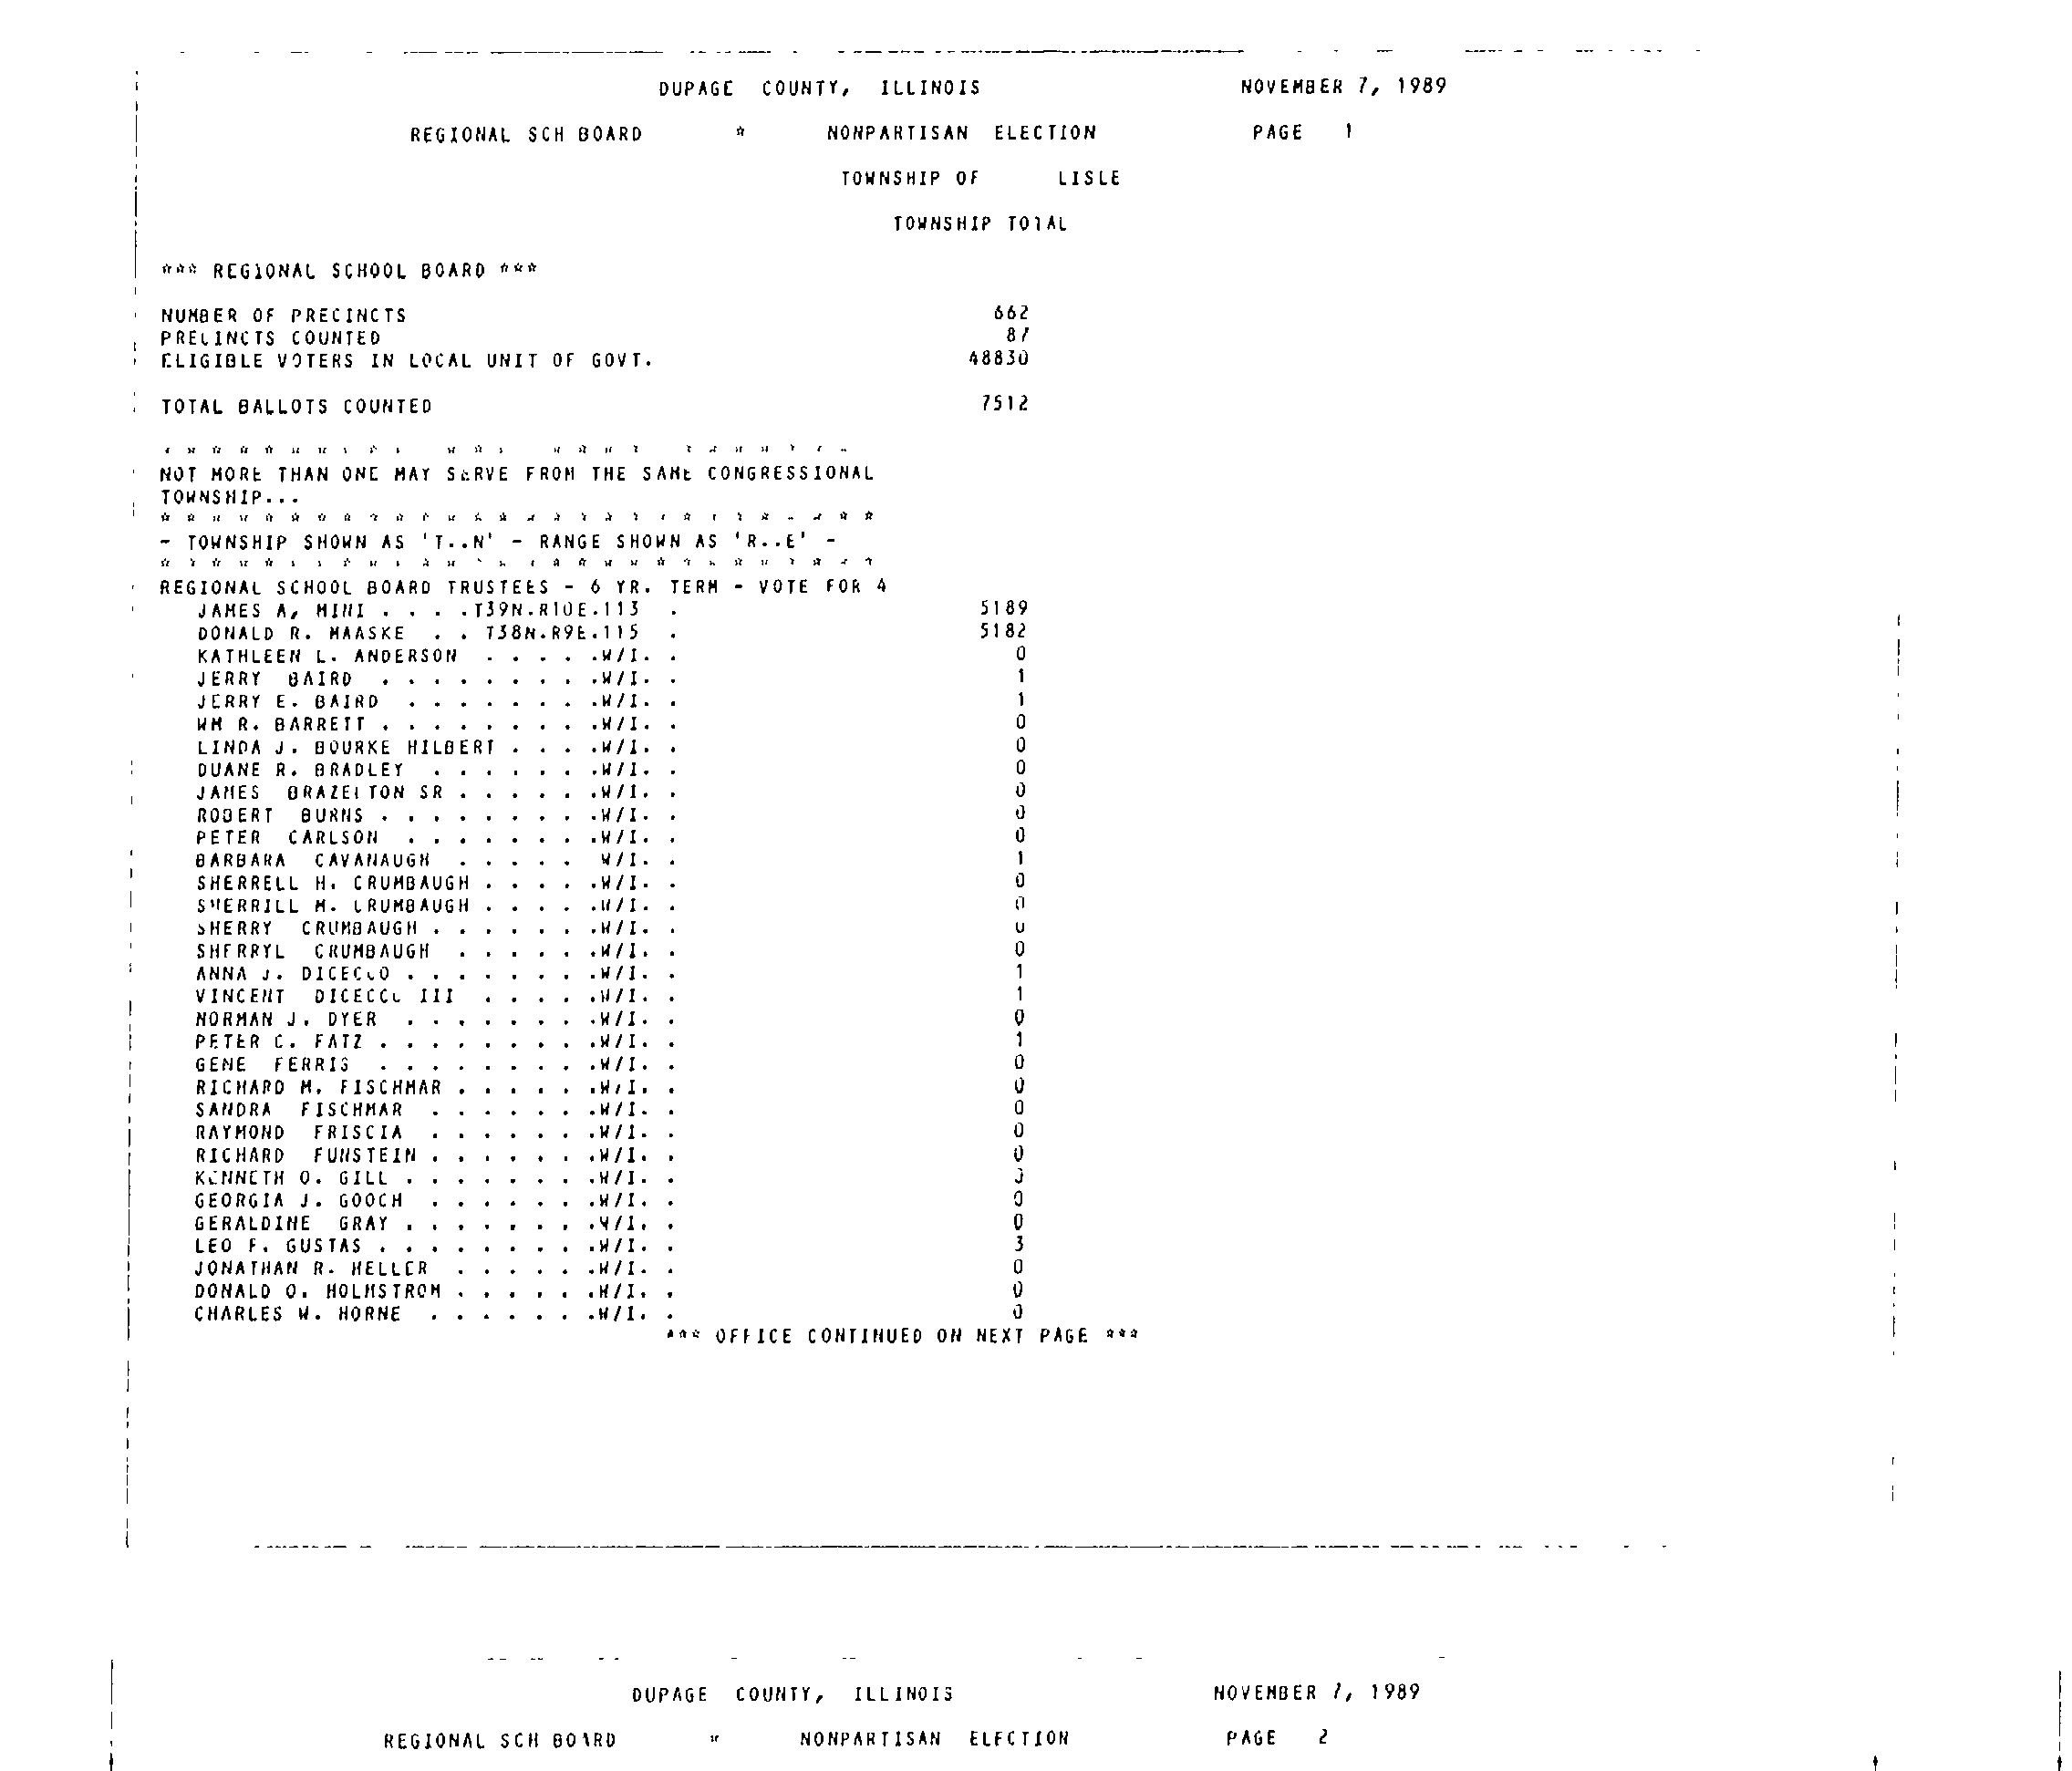 DUPAGE COUNTY, ILLINOIS NOVEMBER 7, 1989
REGIONAL SCH BOARD * NONPARTISAN ELECTION PAGE 1
TOWNSHIP OF LISLE
TOWNSHIP TOTAL
*** REGIONAL SCHOOL BOARD ***
NUMBER OF PRECINCTS 662
PRECINCTS COUNTED 87
ELIGIBLE VOTERS IN LOCAL UNIT OF GOVT. 48830
TOTAL BALLOTS COUNTED 7512
NOT MORE THAN ONE MAY SERVE FROM THE SAME CONGRESSIONAL
TOWNSHIP...
- TOWNSHIP SHOWN AS 'T..N' - RANGE SHOWN AS 'R..E' -
REGIONAL SCHOOL BOARD TRUSTEES - 6 YR. TERM - VOTE FOR 4
JAMES A. MINI . . . .T39N.R10E.113 . 5189
DONALD R. MAASKE . . T38N.R9E.115 . 5182
KATHLEEN L. ANDERSON . . . . .W/I. . 0
JERRY BAIRD . . . . . . . . .W/I. . 1
JERRY E. BAIRD . . . . . . . .W/I. . 1
WM R. BARRETT . . . . . . . . .W/I. . 0
LINDA J. BOURKE HILBERT . . . .W/I. . 0
DUANE R. BRADLEY . . . . . . .W/I. . 0
JAMES BRAZELTON SR . . . . . .W/I. . 0
ROBERT BURNS . . . . . . . . .W/I. . 0
PETER CARLSON . . . . . . . .W/I. . 0
BARBARA CAVANAUGH . . . . . W/I. . 1
SHERRELL H. CRUMBAUGH . . . . .W/I. . 0
SHERRILL M. CRUMBAUGH . . . . .W/I. . 0
SHERRY CRUMBAUGH . . . . . . .W/I. . 0
SHERRYL CRUMBAUGH . . . . . .W/I. . 0
ANNA J. DICECCO . . . . . . . .W/I. . 1
VINCENT DICECCO III . . . . .W/I. . 1
NORMAN J. DYER . . . . . . . .W/I. . 0
PETER C. FATZ . . . . . . . . .W/I. . 1
GENE FERRIS . . . . . . . . .W/I. . 0
RICHARD M. FISCHMAR . . . . . .W/I. . 0
SANDRA FISCHMAR . . . . . . .W/I. . 0
RAYMOND FRISCIA . . . . . . .W/I. . 0
RICHARD FUNSTEIN . . . . . . .W/I. . 0
KENNETH O. GILL . . . . . . . .W/I. . 0
GEORGIA J. GOOCH . . . . . . .W/I. . 0
GERALDINE GRAY . . . . . . . .W/I. . 0
LEO F. GUSTAS . . . . . . . . .W/I. . 3
JONATHAN R. HELLER . . . . . .W/I. . 0
DONALD O. HOLMSTROM . . . . . .W/I. . 0
CHARLES W. HORNE . . . . . . .W/I. . 0
*** OFFICE CONTINUED ON NEXT PAGE ***
DUPAGE COUNTY, ILLINOIS NOVEMBER 7, 1989
REGIONAL SCH BOARD * NONPARTISAN ELECTION PAGE 2